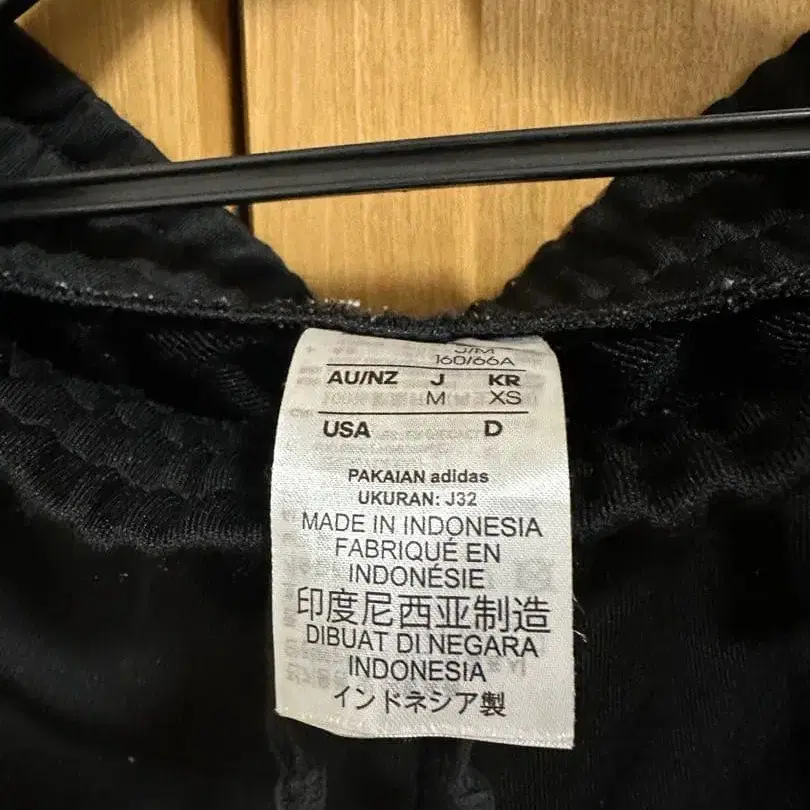 J/M
160/66A
AU/NZ J KR
M XS
USA D
PAKAIAN adidas
UKURAN: J32
MADE IN INDONESIA
FABRIQUÉ EN
INDONÉSIE
印度尼西亚制造
DIBUAT DI NEGARA
INDONESIA
インドネシア製